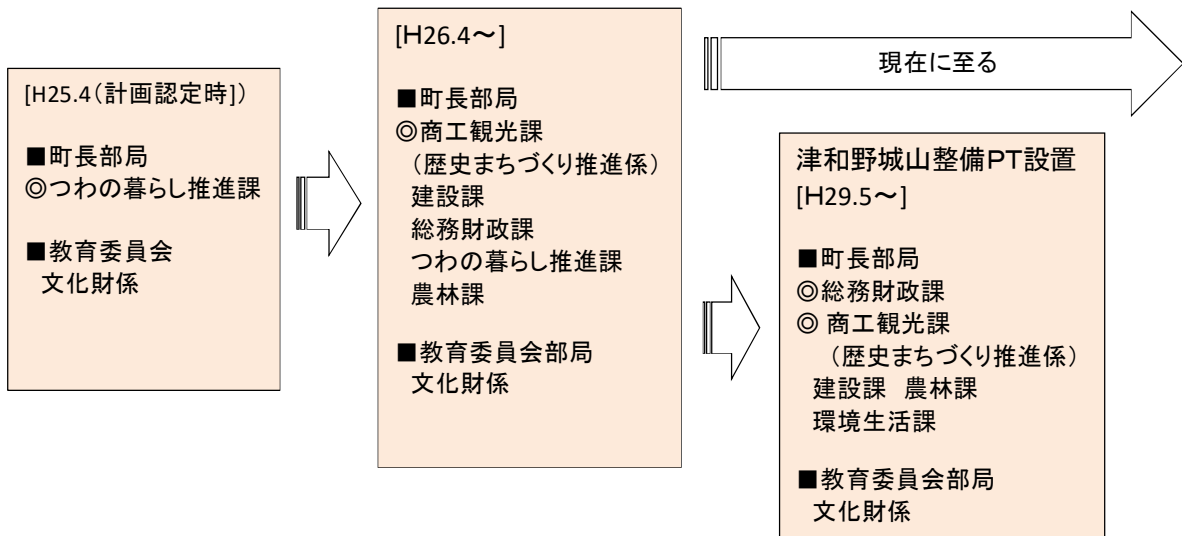 [H25.4(計画認定時])
■町長部局
◎つわの暮らし推進課
■教育委員会
文化財係
[H26.4～]
■町長部局
◎商工観光課
(歴史まちづくり推進係)
建設課
総務財政課
つわの暮らし推進課
農林課
■教育委員会部局
文化財係
現在に至る
津和野城山整備PT設置
[H29.5～]
■町長部局
◎総務財政課
◎ 商工観光課
(歴史まちづくり推進係)
建設課 農林課
環境生活課
■教育委員会部局
文化財係